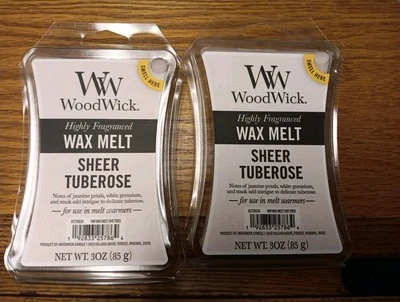 SMELL HERE
WW
WoodWick.
Highly Fragranced
WAX MELT
SHEER
TUBEROSE
Notes of jasmine petals, white geranium,
and musk add intrigue to delicate tuberose.
for use in melt warmers
NET WT. 3OZ (85 g)
SMELL HERE
WW
WoodWick.
Highly Fragranced
WAX MELT
SHEER
TUBEROSE
Notes of jasmine petals, white geranium,
and musk add intrigue to delicate tuberose.
for use in melt warmers
NET WT. 3OZ (85 g)